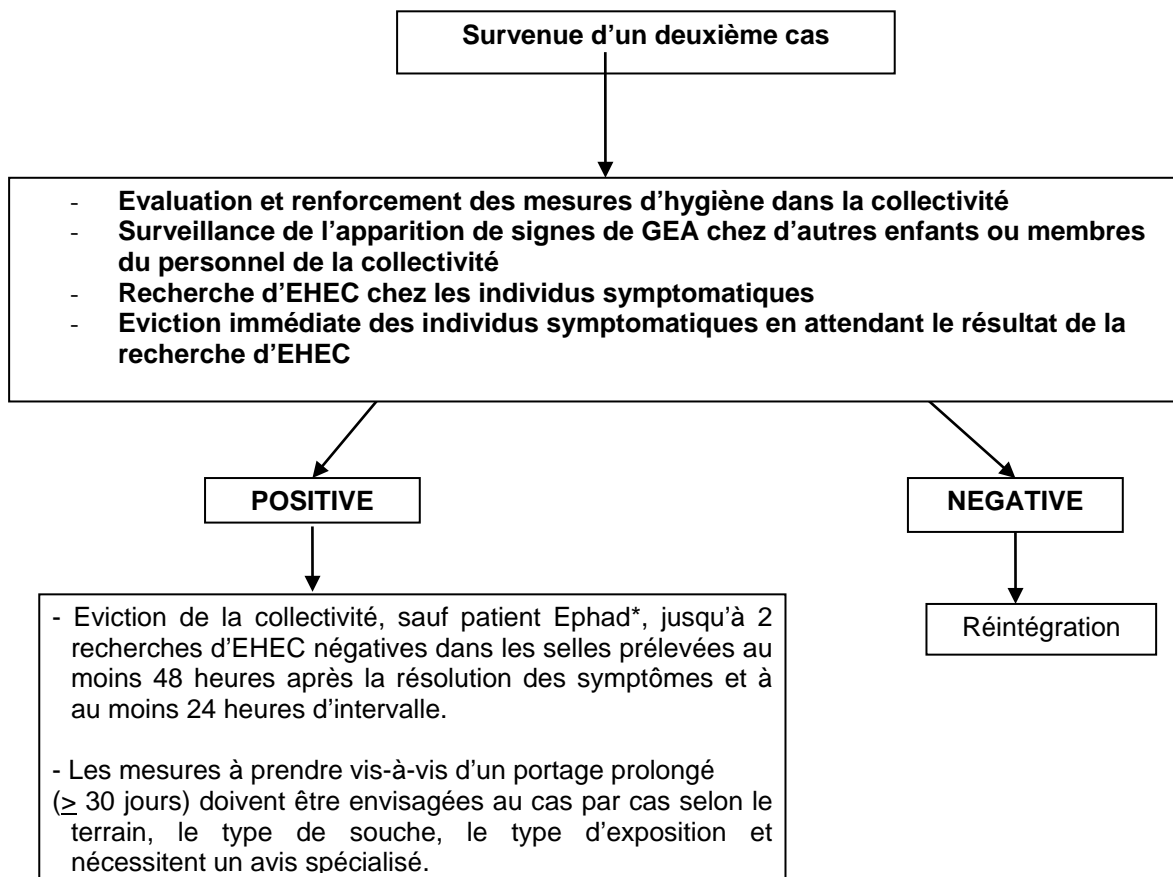 Survenue d’un deuxième cas
- Evaluation et renforcement des mesures d’hygiène dans la collectivité
- Surveillance de l’apparition de signes de GEA chez d’autres enfants ou membres
du personnel de la collectivité
- Recherche d’EHEC chez les individus symptomatiques
- Eviction immédiate des individus symptomatiques en attendant le résultat de la
recherche d’EHEC
POSITIVE
NEGATIVE
- Eviction de la collectivité, sauf patient Ephad*, jusqu’à 2
recherches d’EHEC négatives dans les selles prélevées au
moins 48 heures après la résolution des symptômes et à
au moins 24 heures d’intervalle.
- Les mesures à prendre vis-à-vis d’un portage prolongé
(≥ 30 jours) doivent être envisagées au cas par cas selon le
terrain, le type de souche, le type d’exposition et
nécessitent un avis spécialisé.
Réintégration